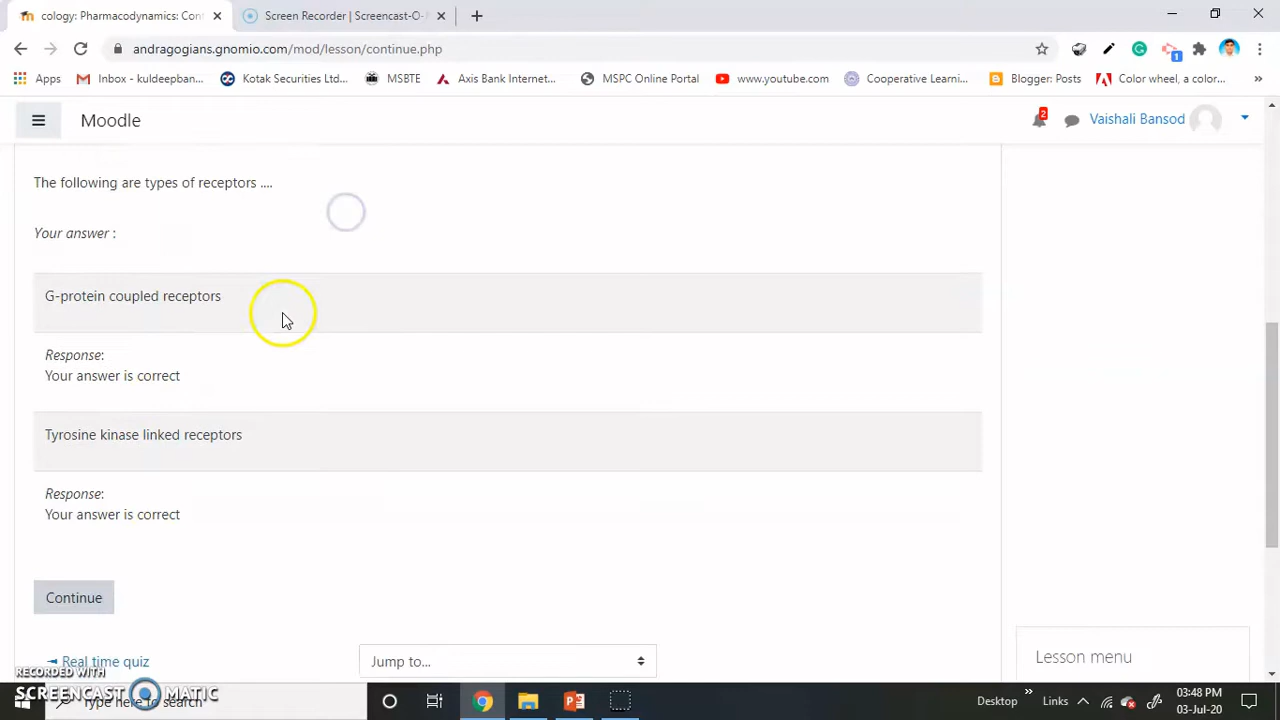 cology: Pharmacodynamics: Con
Screen Recorder | Screencast-O-
andragogians.gnomio.com/mod/lesson/continue.php
1
Apps
Inbox - kuldeepban...
Kotak Securities Ltd...
MSBTE
Axis Bank Internet...
MSPC Online Portal
www.youtube.com
Cooperative Learni...
Blogger: Posts
Color wheel, a color...
»
Moodle
2
Vaishali Bansod
The following are types of receptors ....
Your answer :
G-protein coupled receptors
Response:
Your answer is correct
Tyrosine kinase linked receptors
Response:
Your answer is correct
Continue
◄ Real time quiz
Jump to...
Lesson menu
RECORDED WITH
SCREENCAST MATIC
Type here to search
Desktop
Links
03:48 PM
03-Jul-20